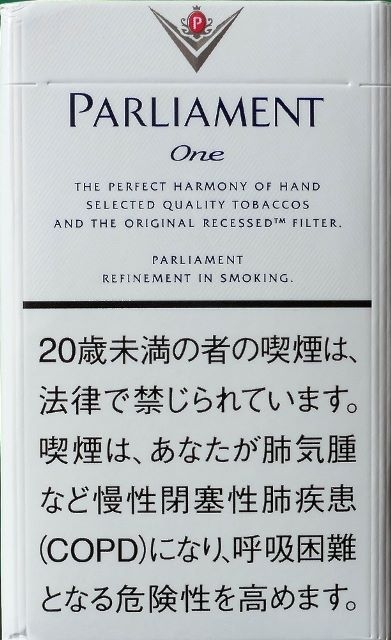 P
PARLIAMENT
One
THE PERFECT HARMONY OF HAND
SELECTED QUALITY TOBACCOS
AND THE ORIGINAL RECESSED™ FILTER.
PARLIAMENT
REFINEMENT IN SMOKING.
20歳未満の者の喫煙は、
法律で禁じられています。
喫煙は、あなたが肺気腫
など慢性閉塞性肺疾患
(COPD)になり、呼吸困難
となる危険性を高めます。